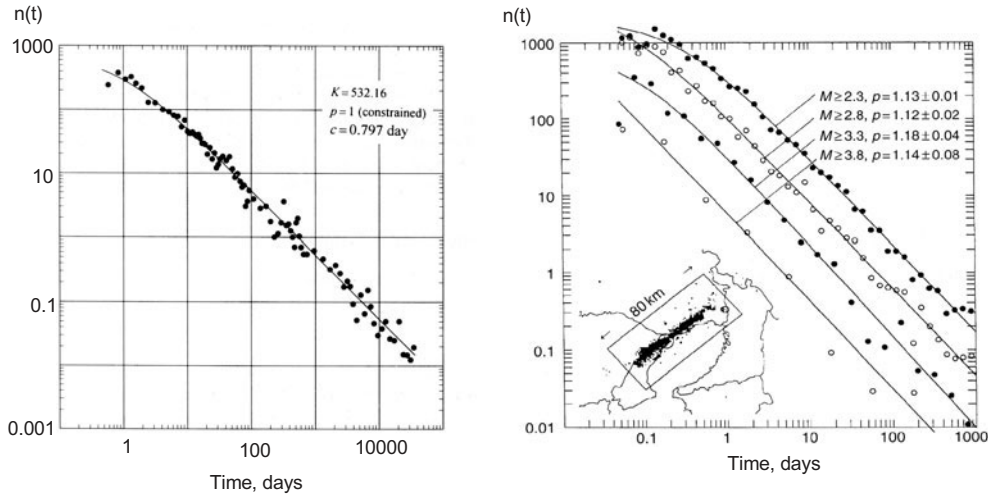 n(t)
1000
10
0.1
0.001
K = 532.16
p = 1 (constrained)
c = 0.797 day
1
100
10000
Time, days
n(t)
1000
100
10
1
0.1
0.01
M ≥ 2.3, p = 1.13 ± 0.01
M ≥ 2.8, p = 1.12 ± 0.02
M ≥ 3.3, p = 1.18 ± 0.04
M ≥ 3.8, p = 1.14 ± 0.08
80 km
0.1
1
10
100
1000
Time, days